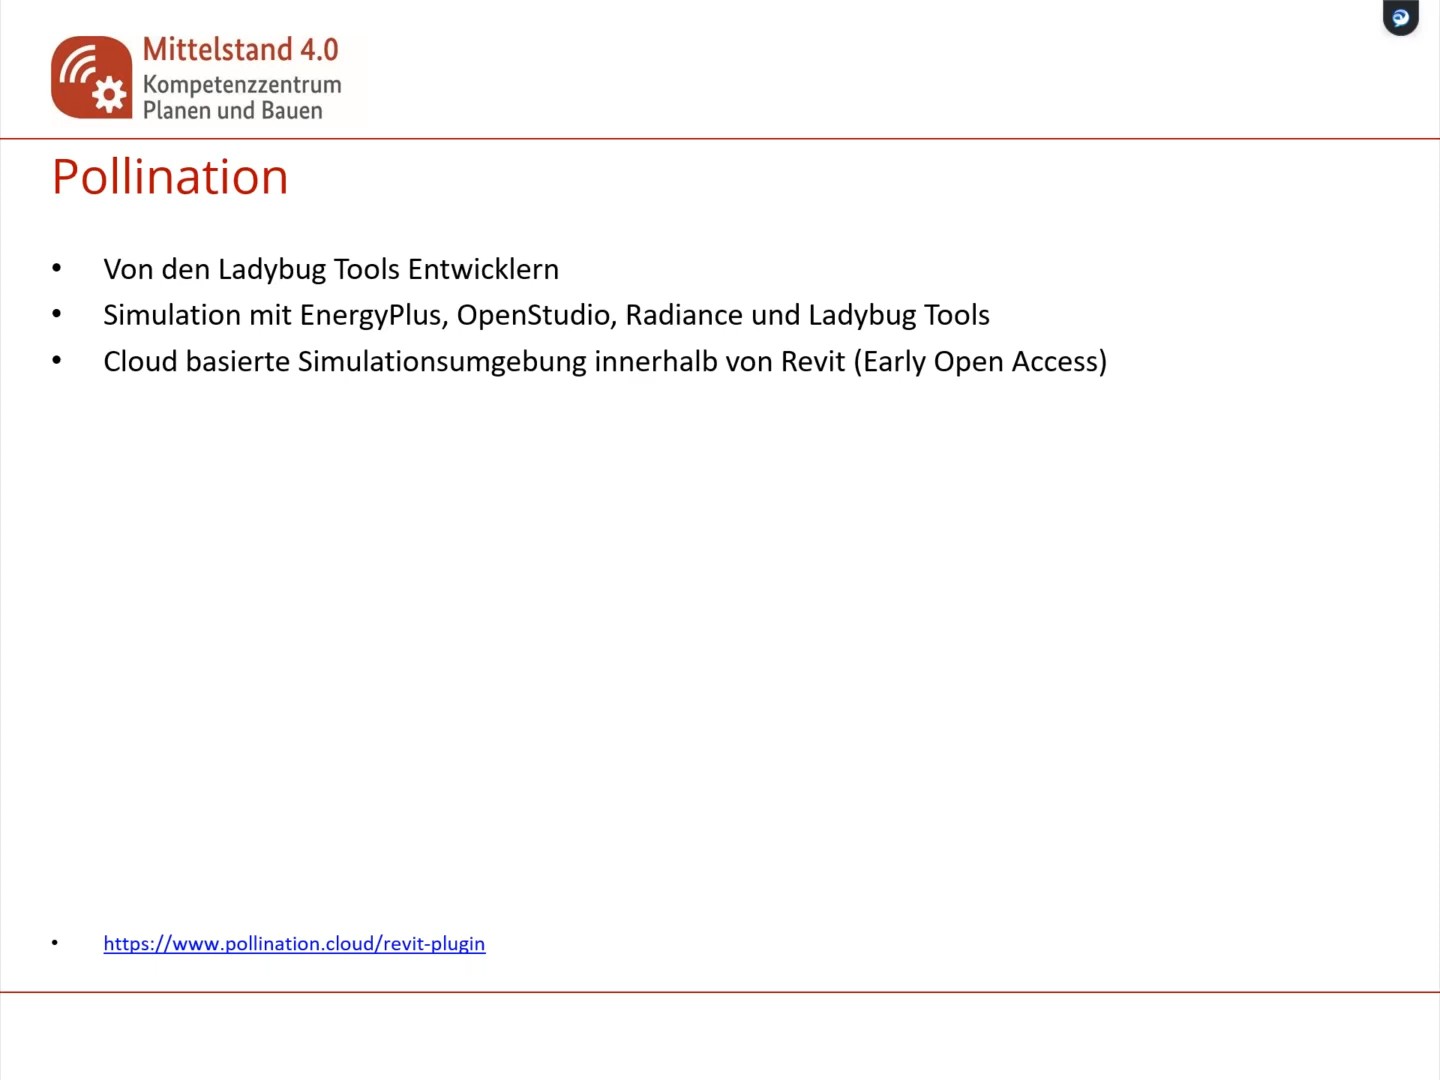 Mittelstand 4.0
Kompetenzzentrum
Planen und Bauen
Pollination
• Von den Ladybug Tools Entwicklern
• Simulation mit EnergyPlus, OpenStudio, Radiance und Ladybug Tools
• Cloud basierte Simulationsumgebung innerhalb von Revit (Early Open Access)
• https://www.pollination.cloud/revit-plugin